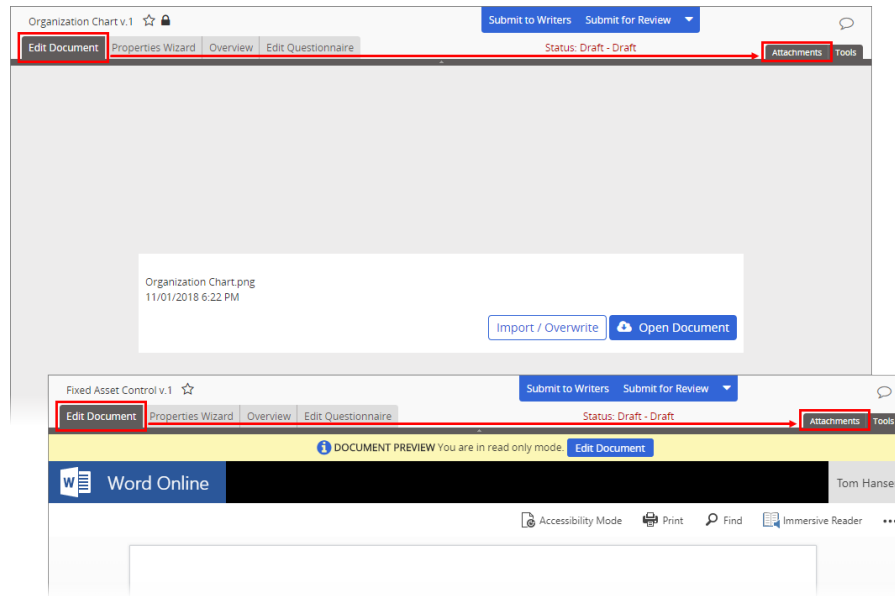 Organization Chart v.1
Submit to Writers Submit for Review
Edit Document Properties Wizard Overview Edit Questionnaire Status: Draft - Draft Attachments Tools
Organization Chart.png
11/01/2018 6:22 PM
Import / Overwrite Open Document
Fixed Asset Control v.1
Submit to Writers Submit for Review
Edit Document Properties Wizard Overview Edit Questionnaire Status: Draft - Draft Attachments Tools
DOCUMENT PREVIEW You are in read only mode. Edit Document
W Word Online Tom Hanse
Accessibility Mode Print Find Immersive Reader ...